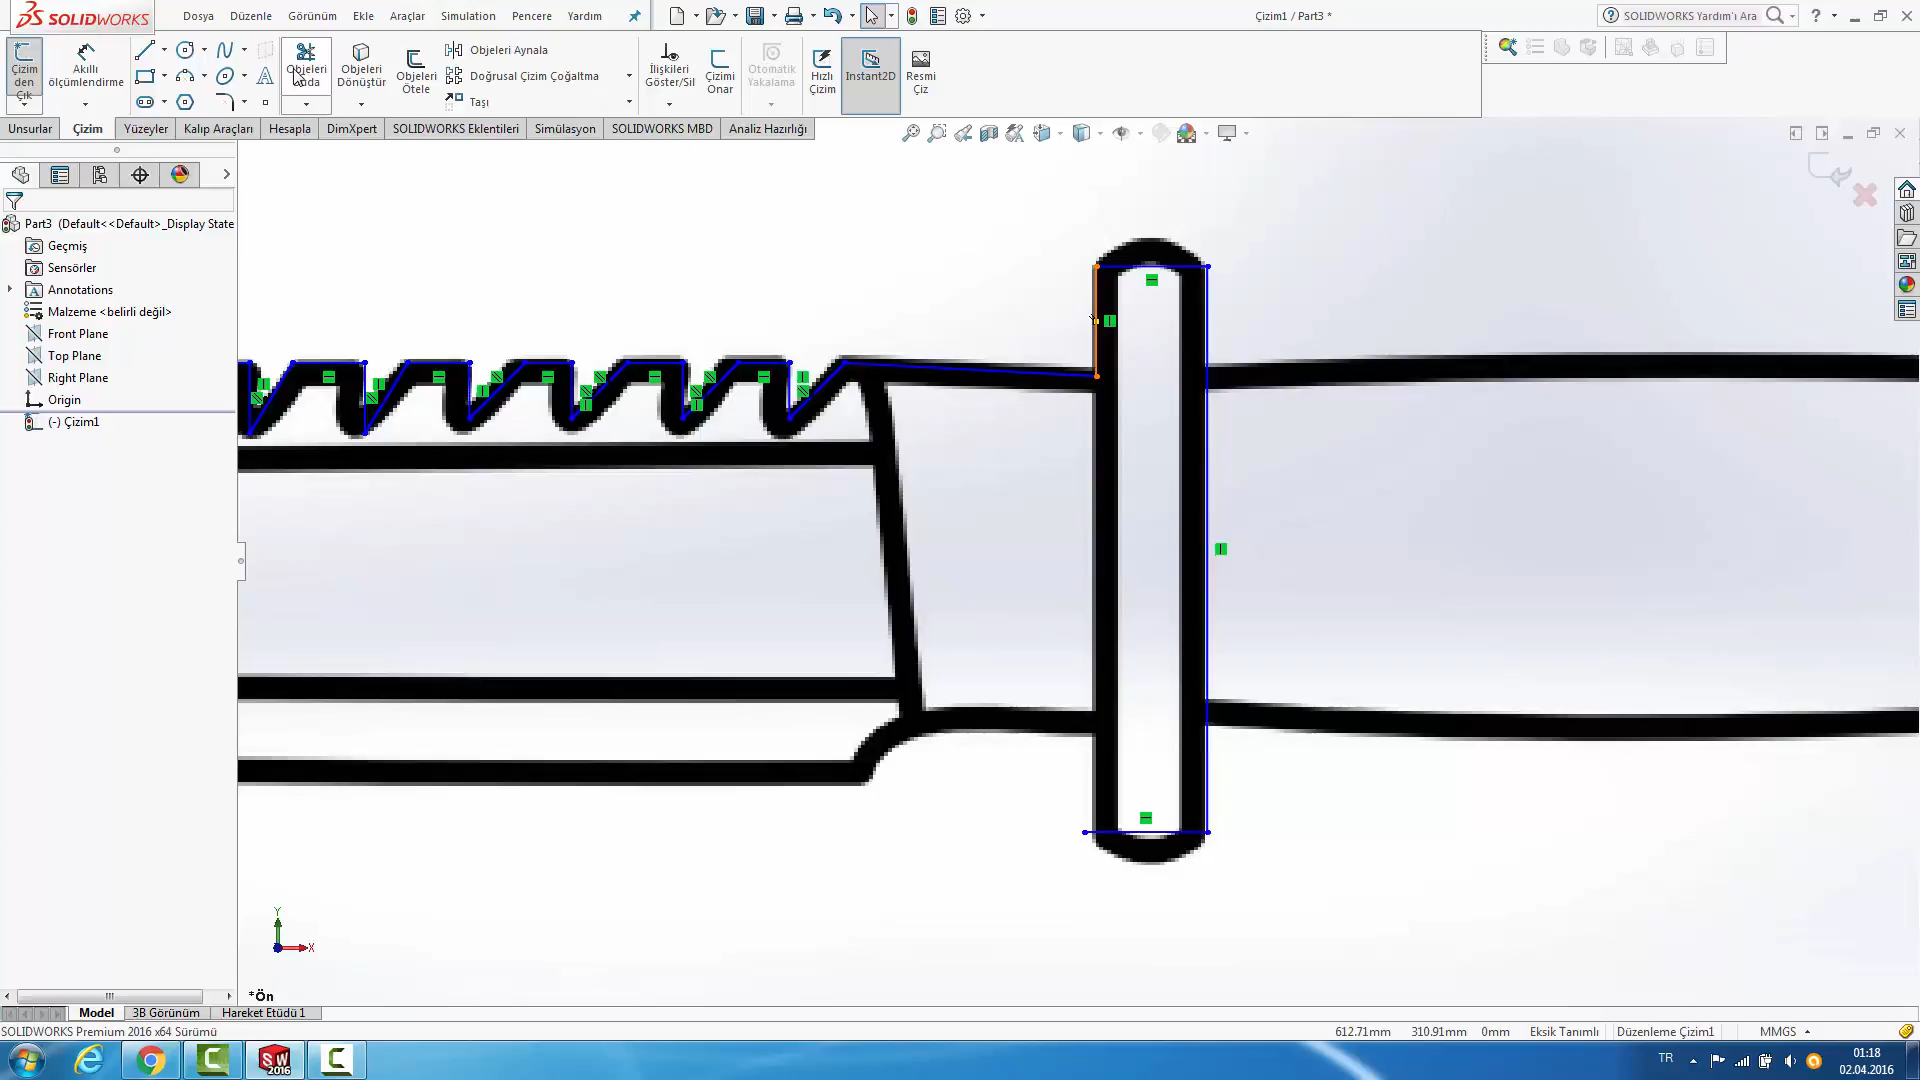 SOLIDWORKS
Dosya
Düzenle
Görünüm
Ekle
Araçlar
Simulation
Pencere
Yardım
Çizim1 / Part3 *
SOLIDWORKS Yardım'ı Ara
Çizim den Çık
Akıllı ölçümlendirme
Objeleri
Objeleri Dönüştür
Objeleri Ötele
Objeleri Aynala
Doğrusal Çizim Çoğaltma
Taşı
İlişkileri Göster/Sil
Çizimi Onar
Otomatik Yakalama
Hızlı Çizim
Instant2D
Resmi Çiz
Unsurlar
Çizim
Yüzeyler
Kalıp Araçları
Hesapla
DimXpert
SOLIDWORKS Eklentileri
Simülasyon
SOLIDWORKS MBD
Analiz Hazırlığı
Part3 (Default<<Default>_Display State
Geçmiş
Sensörler
Annotations
Malzeme <belirli değil>
Front Plane
Top Plane
Right Plane
Origin
(-) Çizim1
Y
X
*Ön
Model
3B Görünüm
Hareket Etüdü 1
SOLIDWORKS Premium 2016 x64 Sürümü
612.71mm
310.91mm
0mm
Eksik Tanımlı
Düzenleme Çizim1
MMGS
SW
2016
TR
01:18
02.04.2016